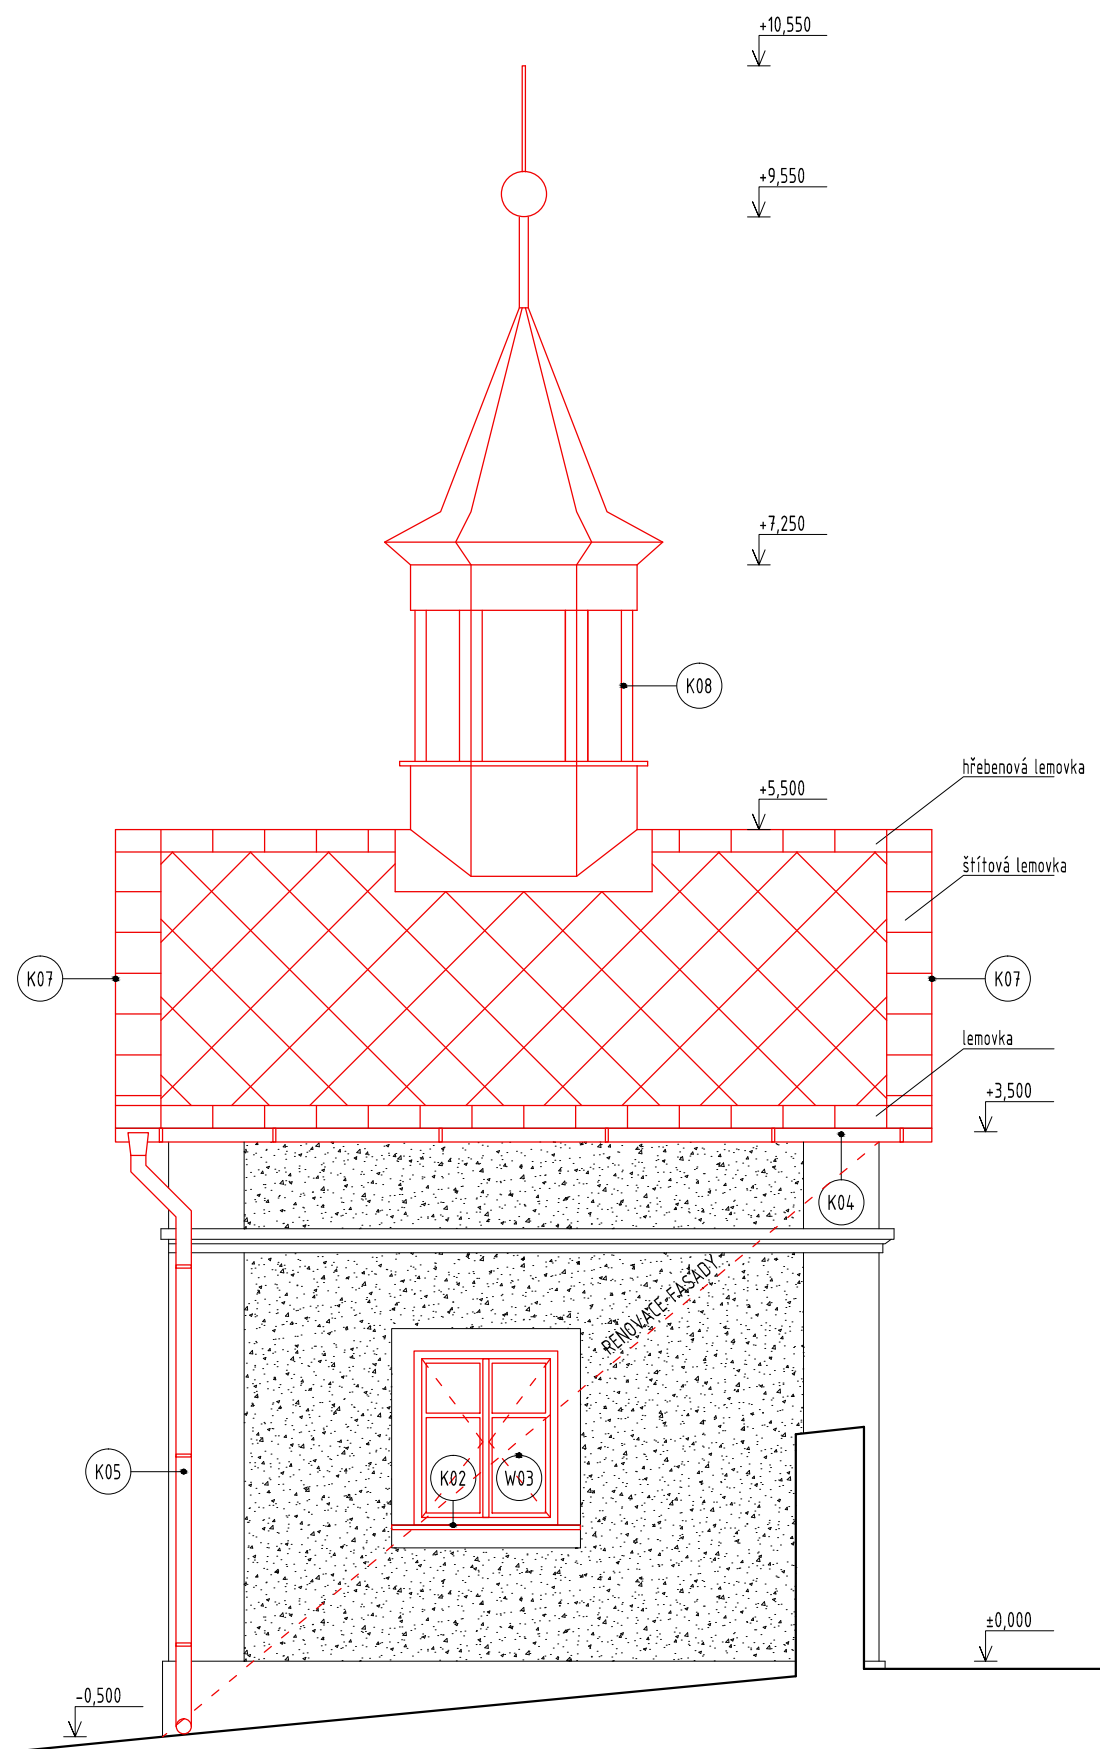 +10,550
+9,550
+7,250
K08
hřebenová lemovka
+5,500
štítová lemovka
K07
K07
lemovka
+3,500
K04
RENOVACE FASÁDY
K05
K02
W03
±0,000
-0,500